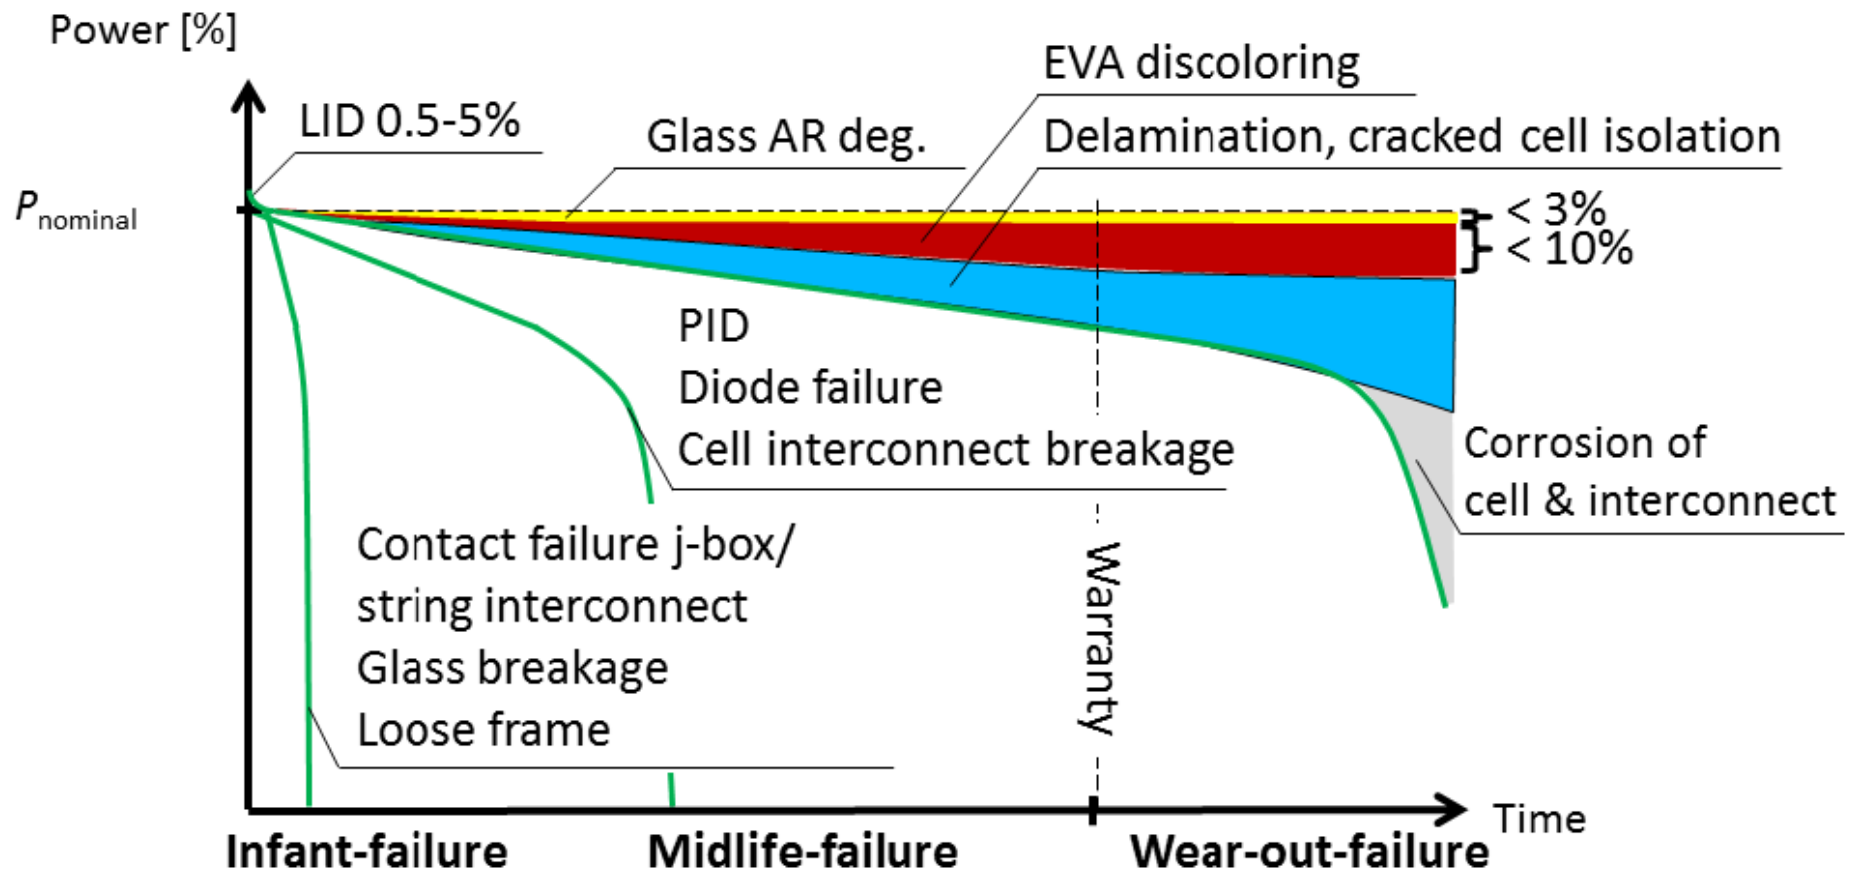 Power [%]
EVA discoloring
LID 0.5-5%
Glass AR deg.
Delamination, cracked cell isolation
Pnominal
< 3%
< 10%
PID
Diode failure
Cell interconnect breakage
Corrosion of
cell & interconnect
Contact failure j-box/
string interconnect
Glass breakage
Loose frame
Warranty
Time
Infant-failure
Midlife-failure
Wear-out-failure